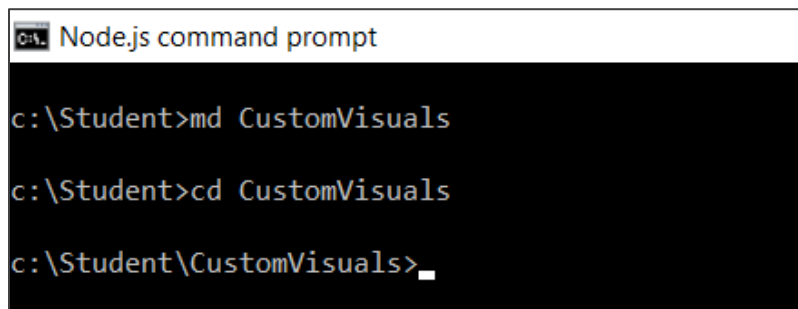 C:\. Node.js command prompt
c:\Student>md CustomVisuals
c:\Student>cd CustomVisuals
c:\Student\CustomVisuals>